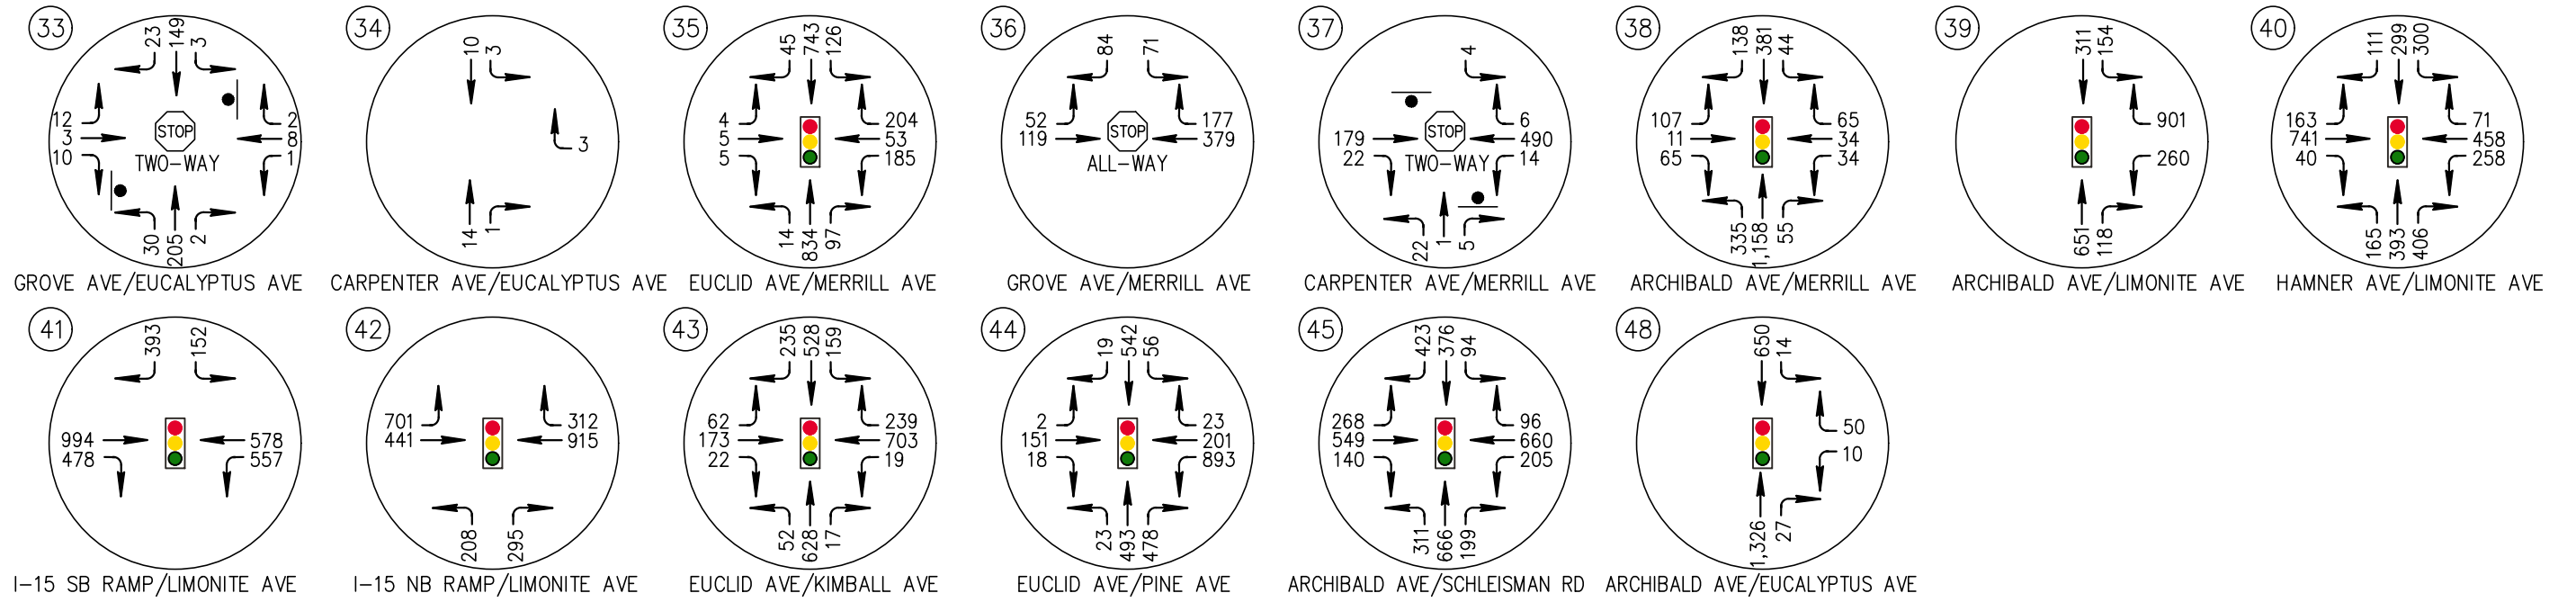 33
23 149 3
12 2
3 8
10 1
STOP
TWO-WAY
30 205 2
GROVE AVE/EUCALYPTUS AVE
34
10 3
3
14 1
CARPENTER AVE/EUCALYPTUS AVE
35
45 743 126
4 204
5 53
5 185
14 834 97
EUCLID AVE/MERRILL AVE
36
84 71
52 177
119 379
STOP
ALL-WAY
GROVE AVE/MERRILL AVE
37
4
6
179 490
22 14
STOP
TWO-WAY
22 1 5
CARPENTER AVE/MERRILL AVE
38
138 381 44
107 65
11 34
65 34
335 1,158 55
ARCHIBALD AVE/MERRILL AVE
39
311 154
901
260
651 118
ARCHIBALD AVE/LIMONITE AVE
40
111 299 300
163 71
741 458
40 258
165 393 406
HAMNER AVE/LIMONITE AVE
41
393 152
994 578
478 557
I-15 SB RAMP/LIMONITE AVE
42
701 312
441 915
208 295
I-15 NB RAMP/LIMONITE AVE
43
235 528 159
62 239
173 703
22 19
52 628 17
EUCLID AVE/KIMBALL AVE
44
19 542 56
2 23
151 201
18 893
23 493 478
EUCLID AVE/PINE AVE
45
423 376 94
268 96
549 660
140 205
311 666 199
ARCHIBALD AVE/SCHLEISMAN RD
48
650 14
50
10
1,326 27
ARCHIBALD AVE/EUCALYPTUS AVE